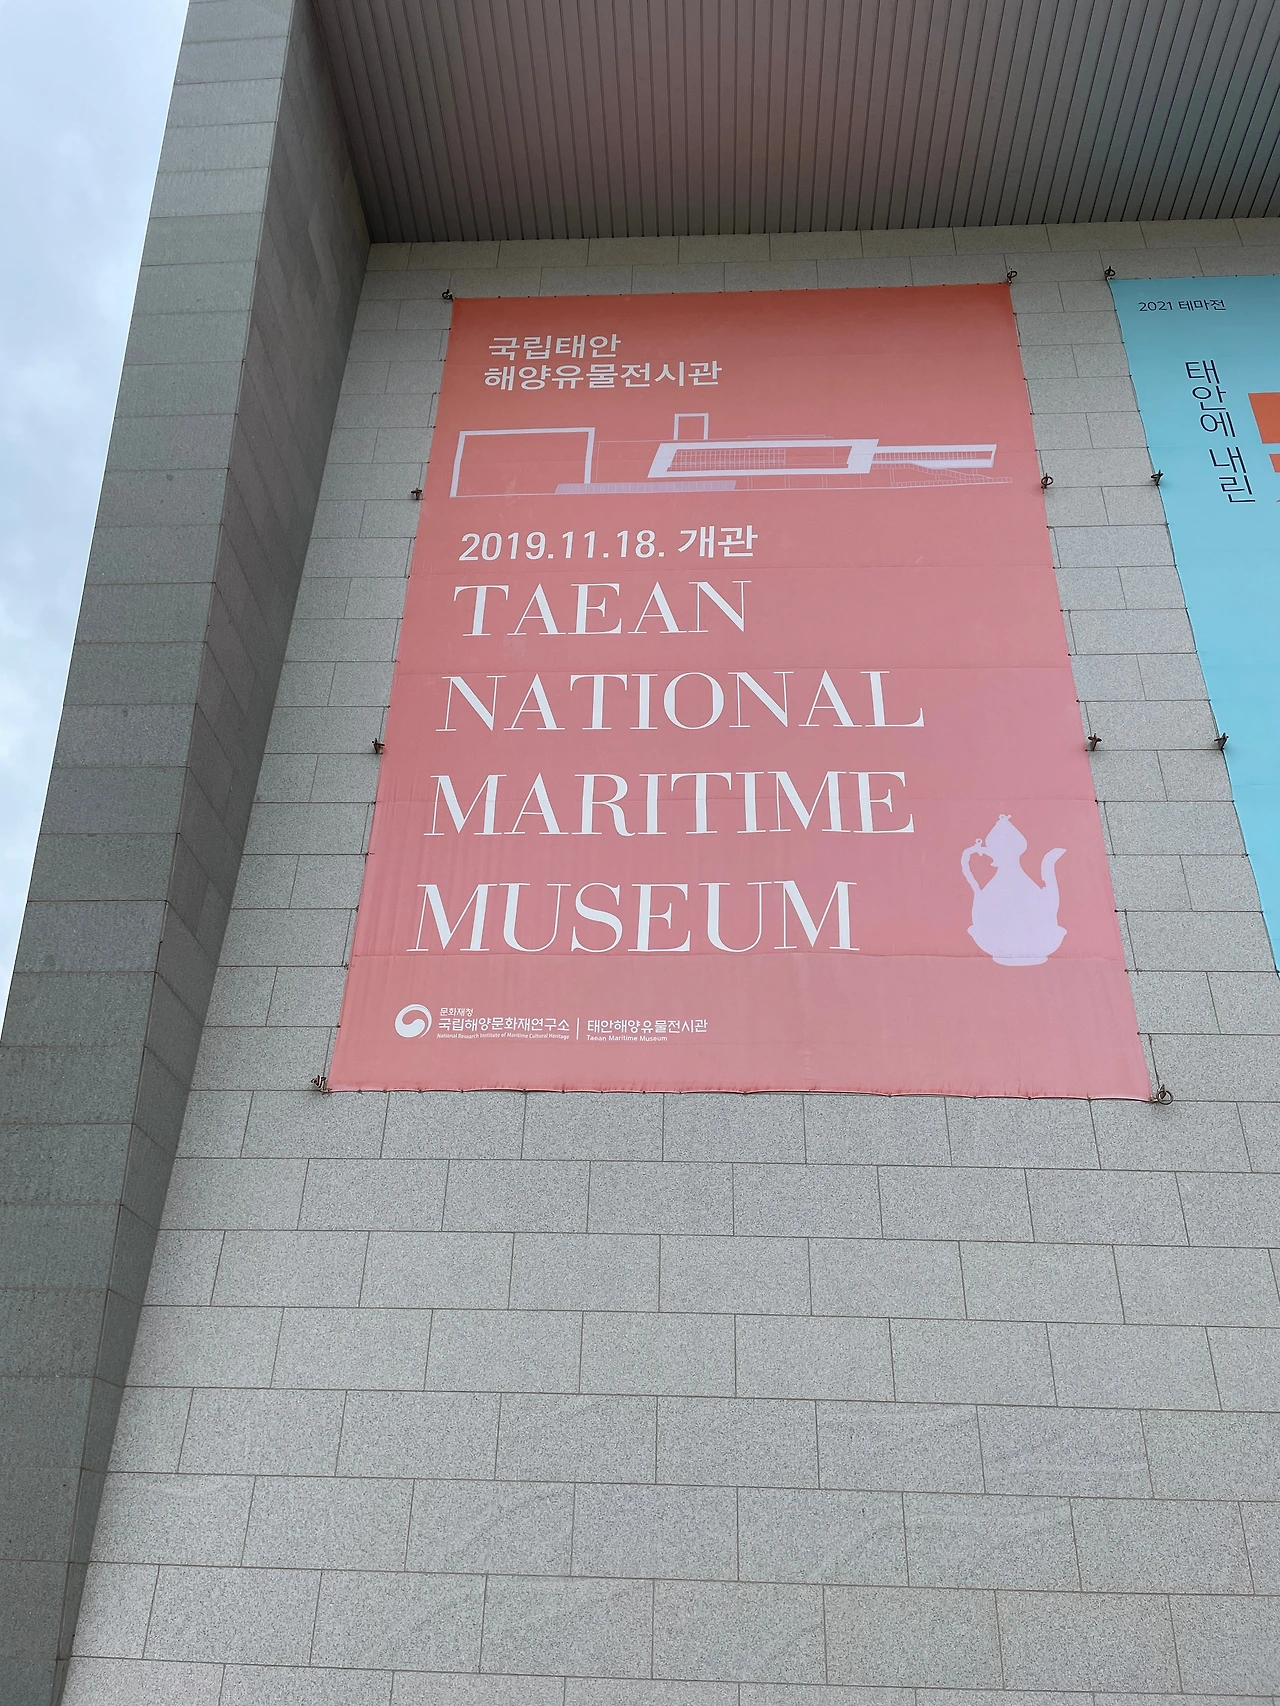 국립태안
해양유물전시관
2019.11.18. 개관
TAEAN
NATIONAL
MARITIME
MUSEUM
문화재청
국립해양문화재연구소
National Research Institute of Maritime Cultural Heritage
태안해양유물전시관
Taean Maritime Museum
2021 테마전
태안에 내린